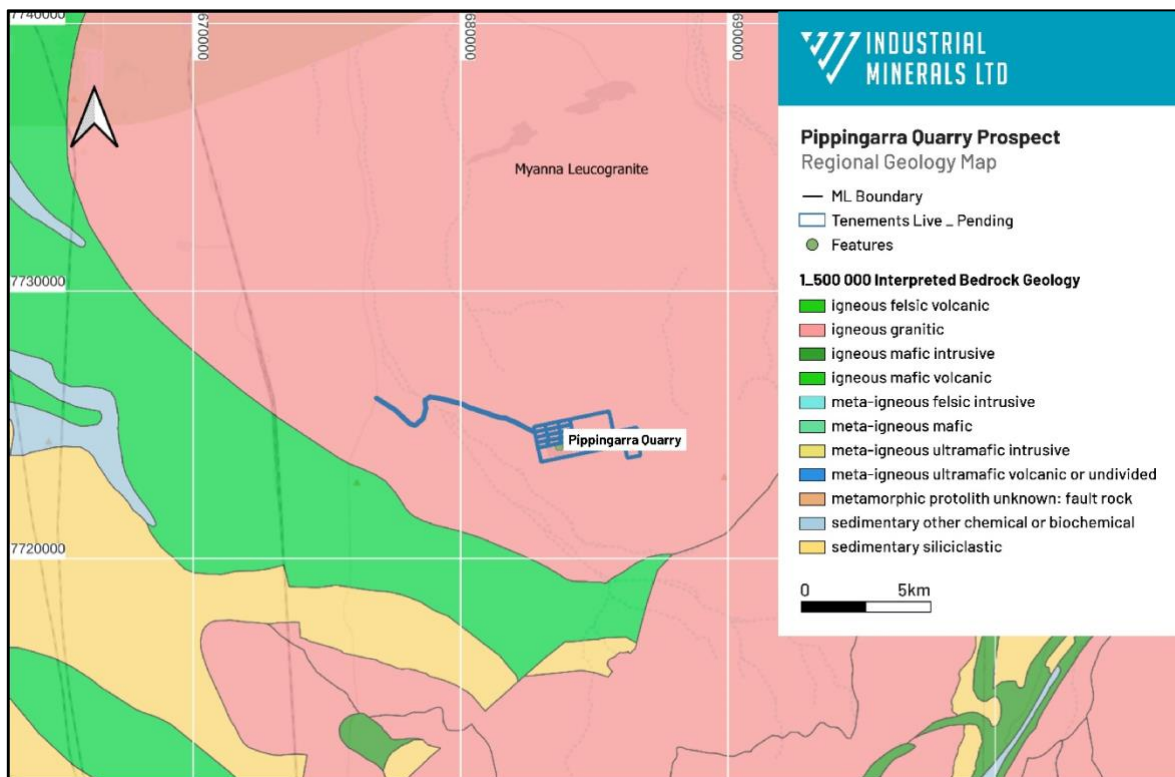 7740000
670000
680000
690000
INDUSTRIAL
MINERALS LTD
Pippingarra Quarry Prospect
Regional Geology Map
ML Boundary
Tenements Live _ Pending
Features
1_500 000 Interpreted Bedrock Geology
igneous felsic volcanic
igneous granitic
igneous mafic intrusive
igneous mafic volcanic
meta-igneous felsic intrusive
meta-igneous mafic
meta-igneous ultramafic intrusive
meta-igneous ultramafic volcanic or undivided
metamorphic protolith unknown: fault rock
sedimentary other chemical or biochemical
sedimentary siliciclastic
0 5km
Myanna Leucogranite
7730000
Pippingarra Quarry
7720000